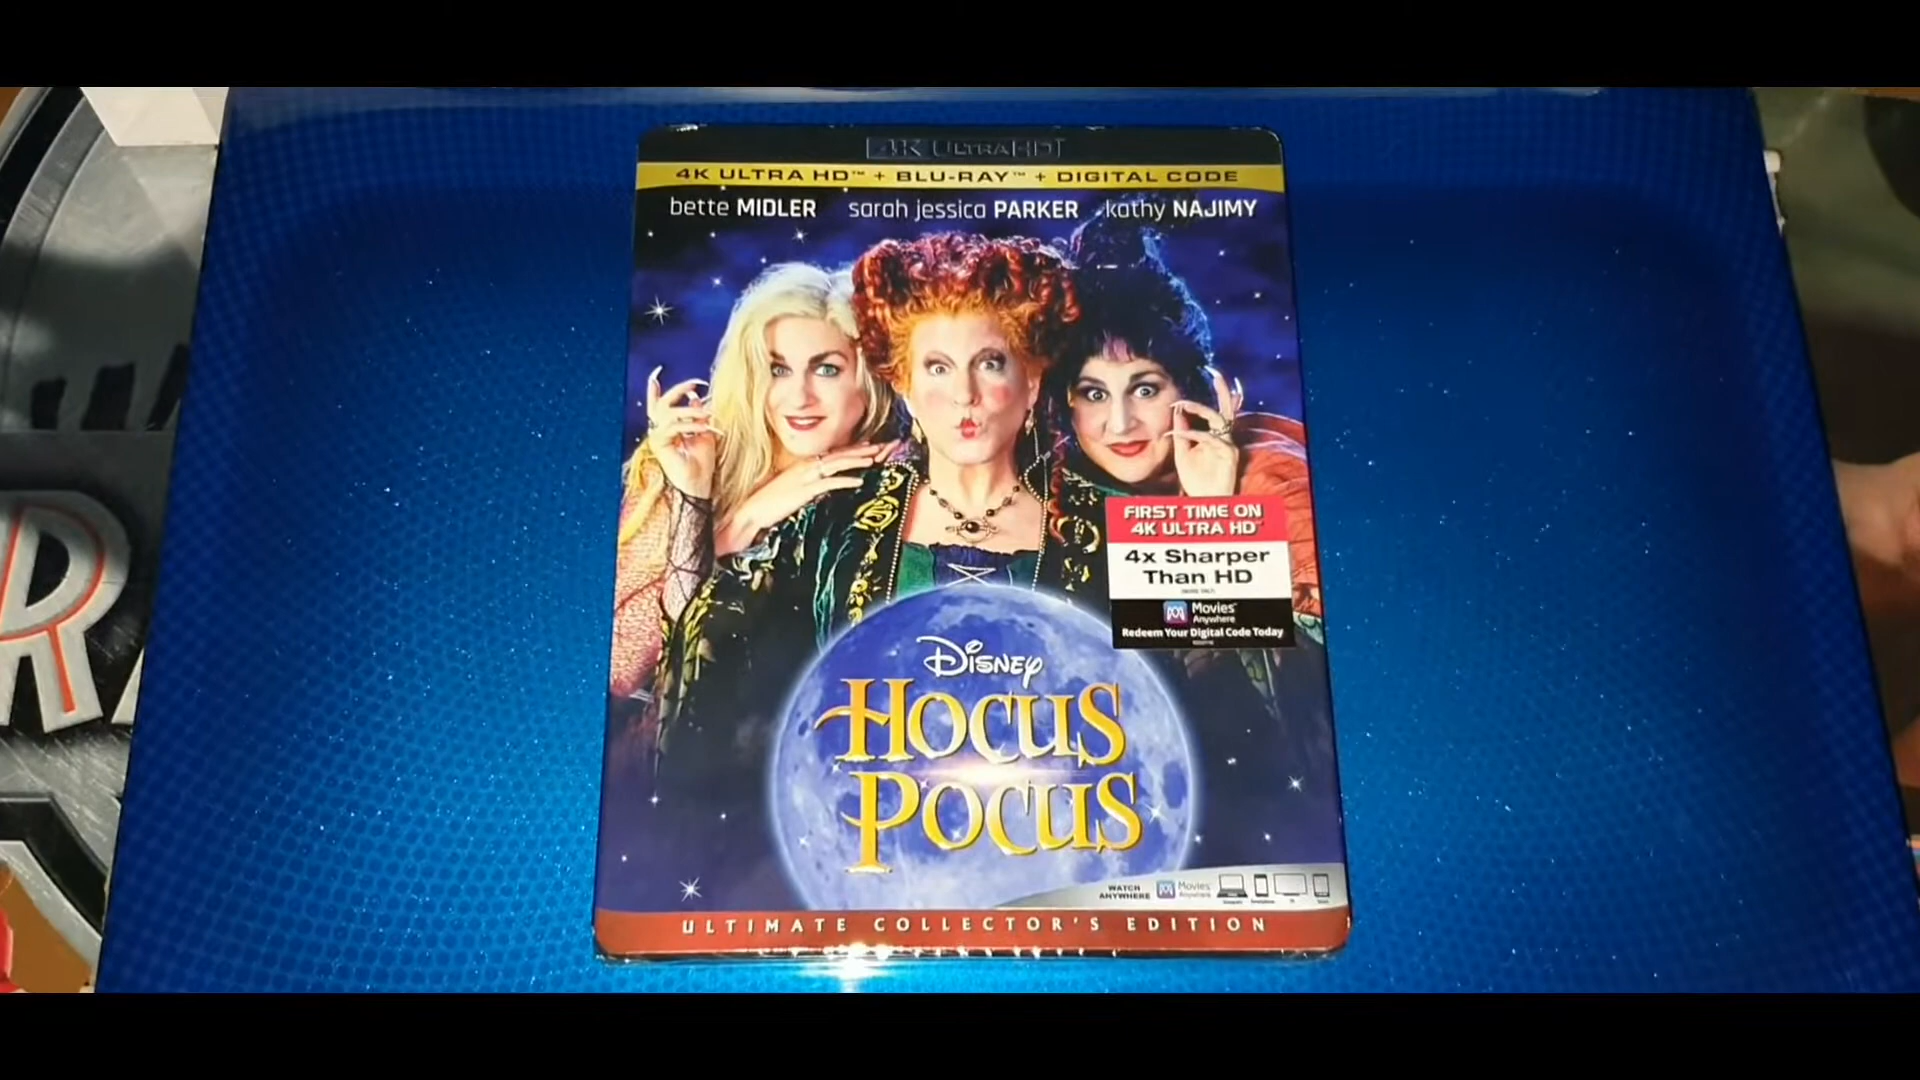 4K ULTRA HD
4K ULTRA HD™ + BLU-RAY™ + DIGITAL CODE
bette MIDLER sarah jessica PARKER kathy NAJIMY
FIRST TIME ON
4K ULTRA HD™
4x Sharper
Than HD
Movies
Anywhere
Redeem Your Digital Code Today
DISNEY
HOCUS
POCUS
WATCH
ANYWHERE
Movies
Anywhere
ULTIMATE COLLECTOR'S EDITION
R